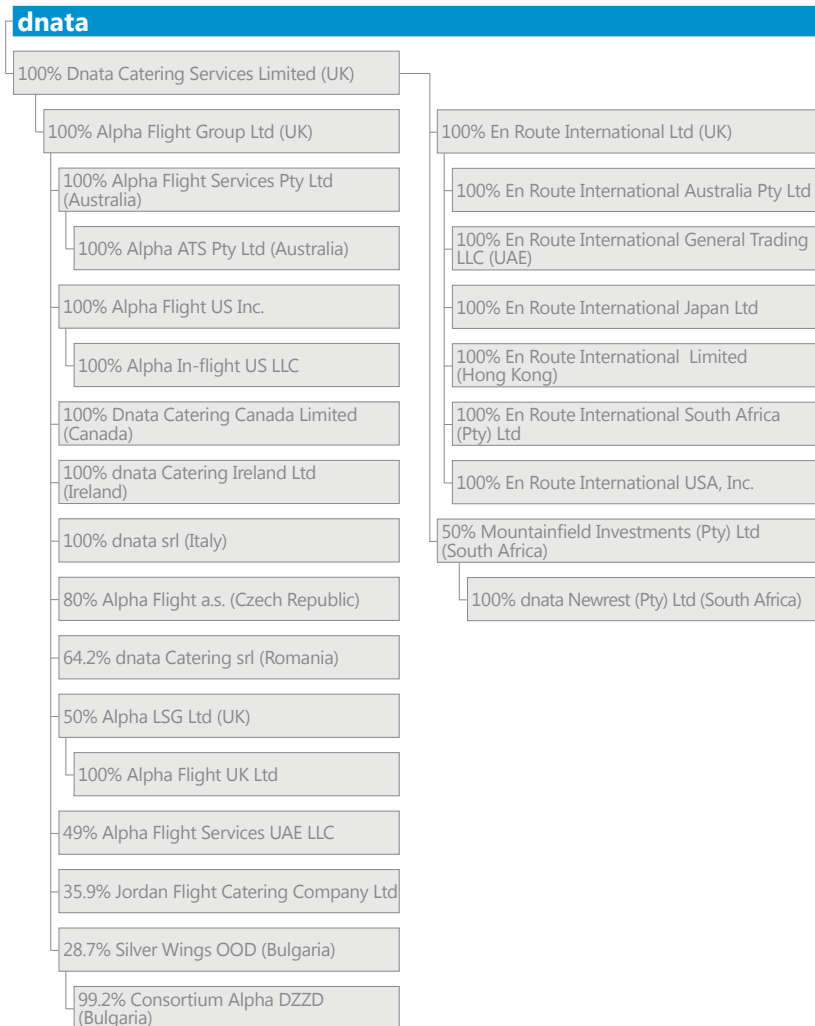 dnata
100% Dnata Catering Services Limited (UK)
100% Alpha Flight Group Ltd (UK)
100% Alpha Flight Services Pty Ltd
(Australia)
100% Alpha ATS Pty Ltd (Australia)
100% Alpha Flight US Inc.
100% Alpha In-flight US LLC
100% Dnata Catering Canada Limited
(Canada)
100% dnata Catering Ireland Ltd
(Ireland)
100% dnata srl (Italy)
80% Alpha Flight a.s. (Czech Republic)
64.2% dnata Catering srl (Romania)
50% Alpha LSG Ltd (UK)
100% Alpha Flight UK Ltd
49% Alpha Flight Services UAE LLC
35.9% Jordan Flight Catering Company Ltd
28.7% Silver Wings OOD (Bulgaria)
99.2% Consortium Alpha DZZD
(Bulgaria)
100% En Route International Ltd (UK)
100% En Route International Australia Pty Ltd
100% En Route International General Trading
LLC (UAE)
100% En Route International Japan Ltd
100% En Route International  Limited
(Hong Kong)
100% En Route International South Africa
(Pty) Ltd
100% En Route International USA, Inc.
50% Mountainfield Investments (Pty) Ltd
(South Africa)
100% dnata Newrest (Pty) Ltd (South Africa)